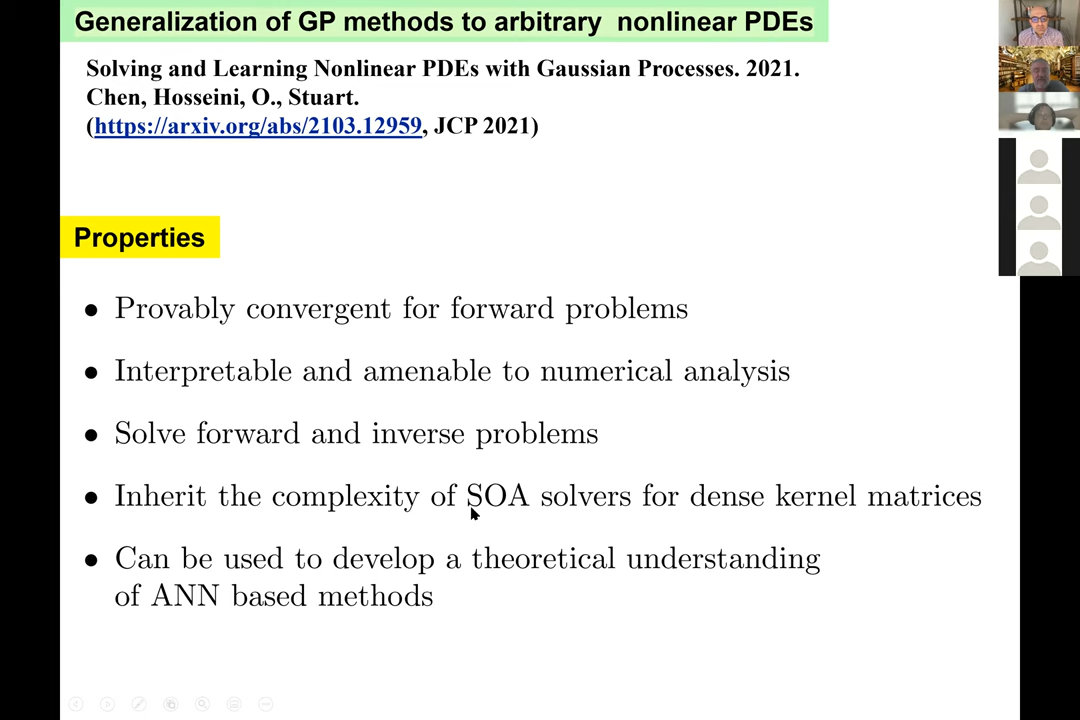 Generalization of GP methods to arbitrary nonlinear PDEs
Solving and Learning Nonlinear PDEs with Gaussian Processes. 2021.
Chen, Hosseini, O., Stuart.
(https://arxiv.org/abs/2103.12959, JCP 2021)
Properties
• Provably convergent for forward problems
• Interpretable and amenable to numerical analysis
• Solve forward and inverse problems
• Inherit the complexity of SOA solvers for dense kernel matrices
• Can be used to develop a theoretical understanding
of ANN based methods